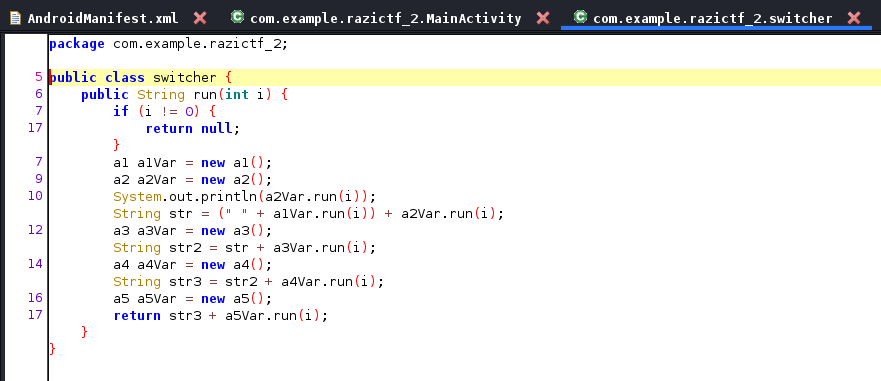 AndroidManifest.xml com.example.razictf_2.MainActivity com.example.razictf_2.switcher
package com.example.razictf_2;
5 public class switcher {
6     public String run(int i) {
7         if (i != 0) {
17             return null;
        }
7         a1 a1Var = new a1();
9         a2 a2Var = new a2();
10         System.out.println(a2Var.run(i));
        String str = (" " + a1Var.run(i)) + a2Var.run(i);
12         a3 a3Var = new a3();
        String str2 = str + a3Var.run(i);
14         a4 a4Var = new a4();
        String str3 = str2 + a4Var.run(i);
16         a5 a5Var = new a5();
17         return str3 + a5Var.run(i);
    }
}